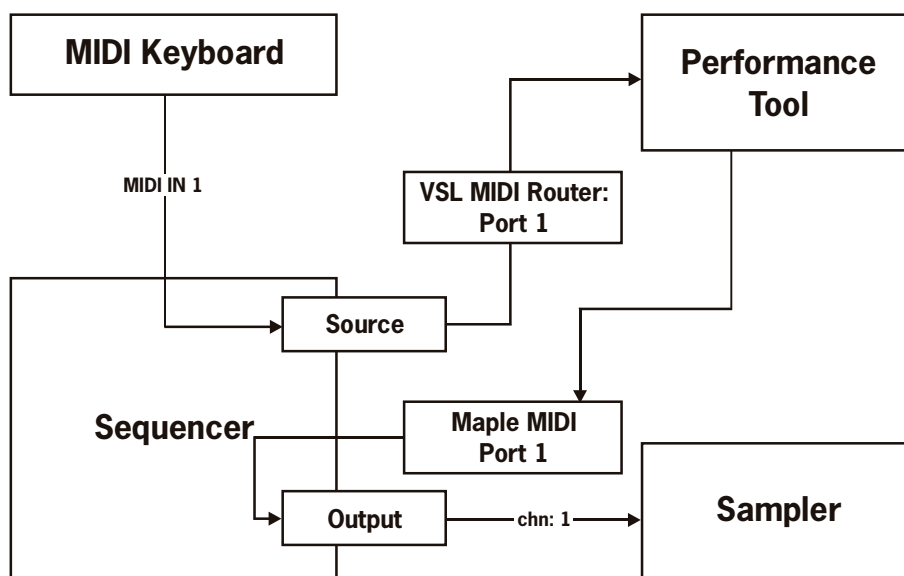 MIDI Keyboard
Performance
Tool
MIDI IN 1
VSL MIDI Router:
Port 1
Source
Sequencer
Maple MIDI
Port 1
Output
chn: 1
Sampler